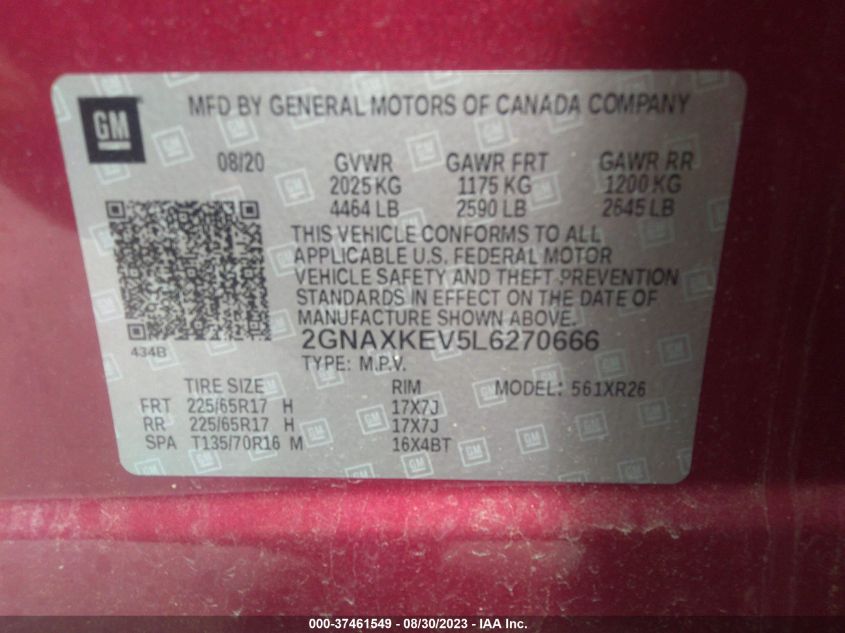 GM
MFD BY GENERAL MOTORS OF CANADA COMPANY
08/20 GVWR GAWR FRT GAWR RR
2025 KG 1175 KG 1200 KG
4464 LB 2590 LB 2645 LB
THIS VEHICLE CONFORMS TO ALL
APPLICABLE U.S. FEDERAL MOTOR
VEHICLE SAFETY AND THEFT PREVENTION
STANDARDS IN EFFECT ON THE DATE OF
MANUFACTURE SHOWN ABOVE.
434B
2GNAXKEV5L6270666
TYPE: M.P.V.
TIRE SIZE RIM MODEL: 561XR26
FRT 225/65R17 H 17X7J
RR 225/65R17 H 17X7J
SPA T135/70R16 M 16X4BT
000-37461549 - 08/30/2023 - IAA Inc.